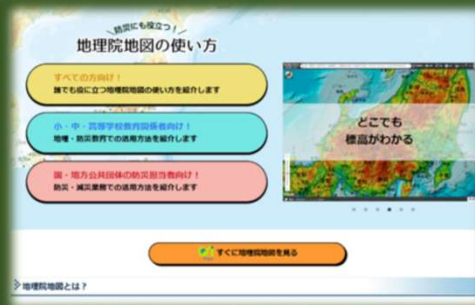 防災にも役立つ！
地理院地図の使い方
すべての方向け！
誰でも役に立つ地理院地図の使い方を紹介します
小・中・高等学校教育関係者向け！
地理・防災教育での活用方法を紹介します
国・地方公共団体の防災担当者向け！
防災・減災業務での活用方法を紹介します
どこでも
標高がわかる
すぐに地理院地図を見る
地理院地図とは？